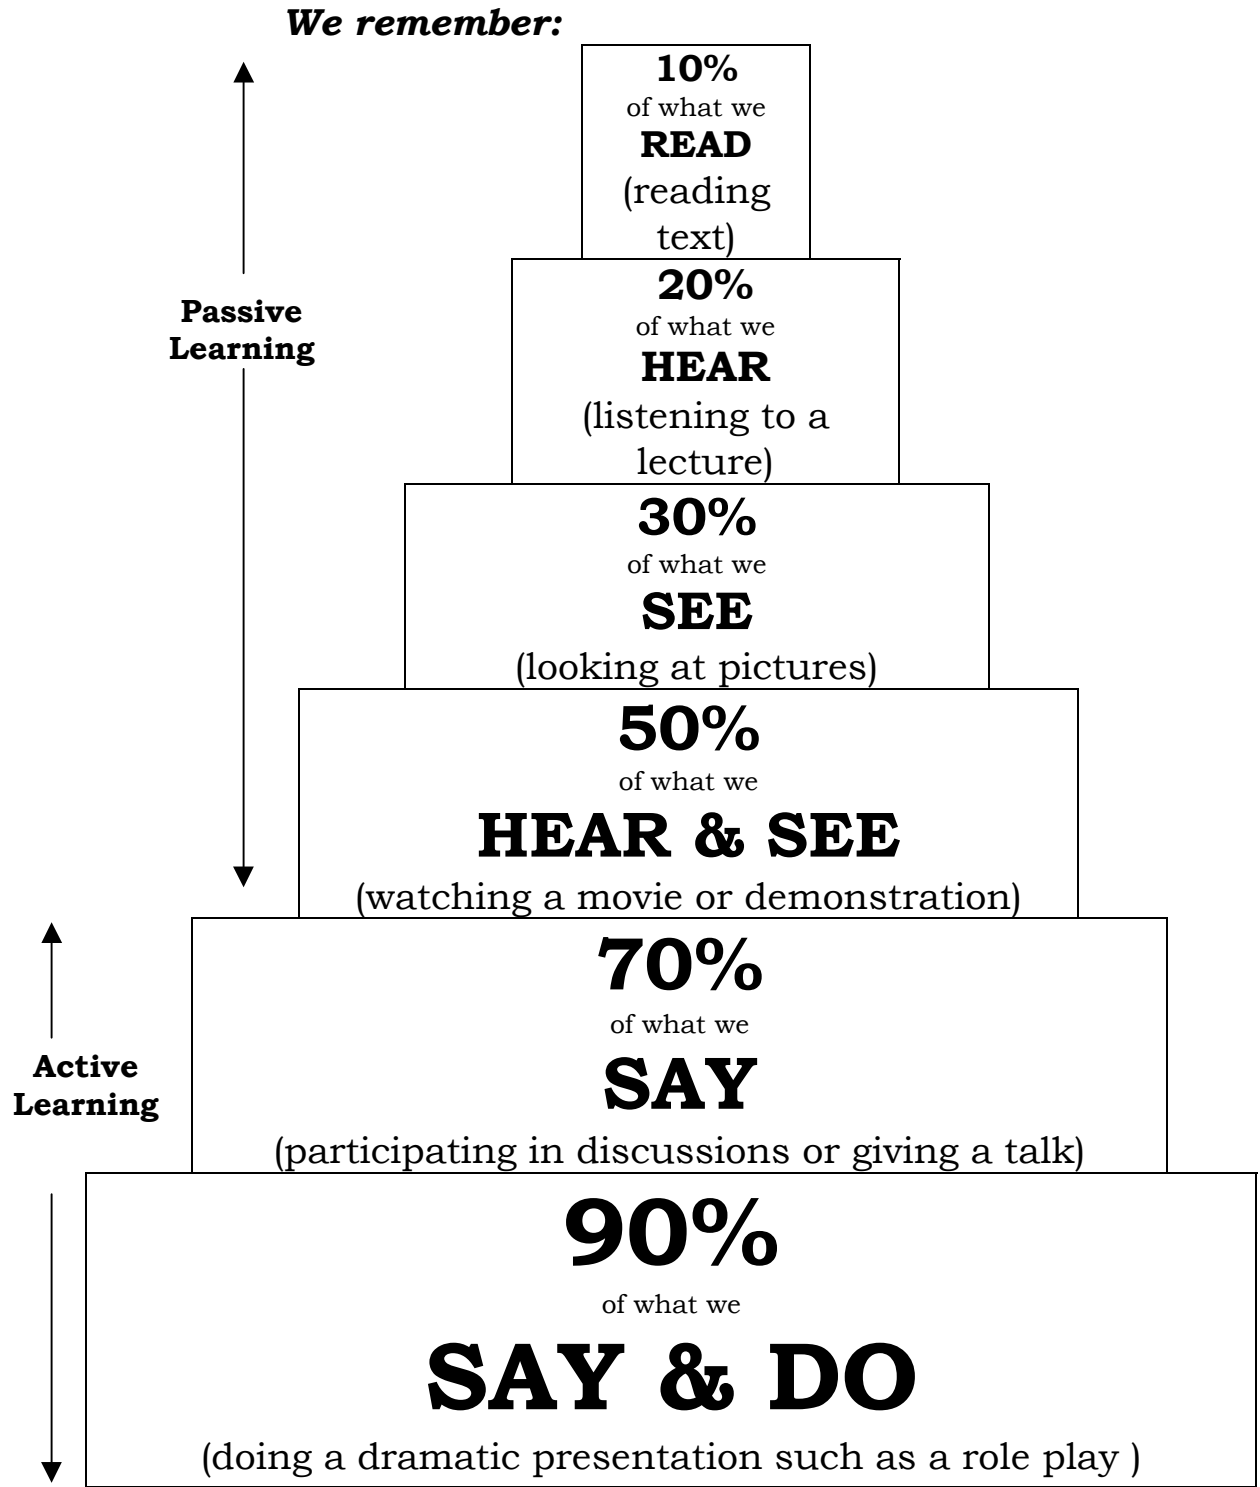 We remember:
10%
of what we
READ
(reading
text)
20%
of what we
HEAR
(listening to a
lecture)
Passive
Learning
30%
of what we
SEE
(looking at pictures)
50%
of what we
HEAR & SEE
(watching a movie or demonstration)
70%
of what we
SAY
(participating in discussions or giving a talk)
Active
Learning
90%
of what we
SAY & DO
(doing a dramatic presentation such as a role play )